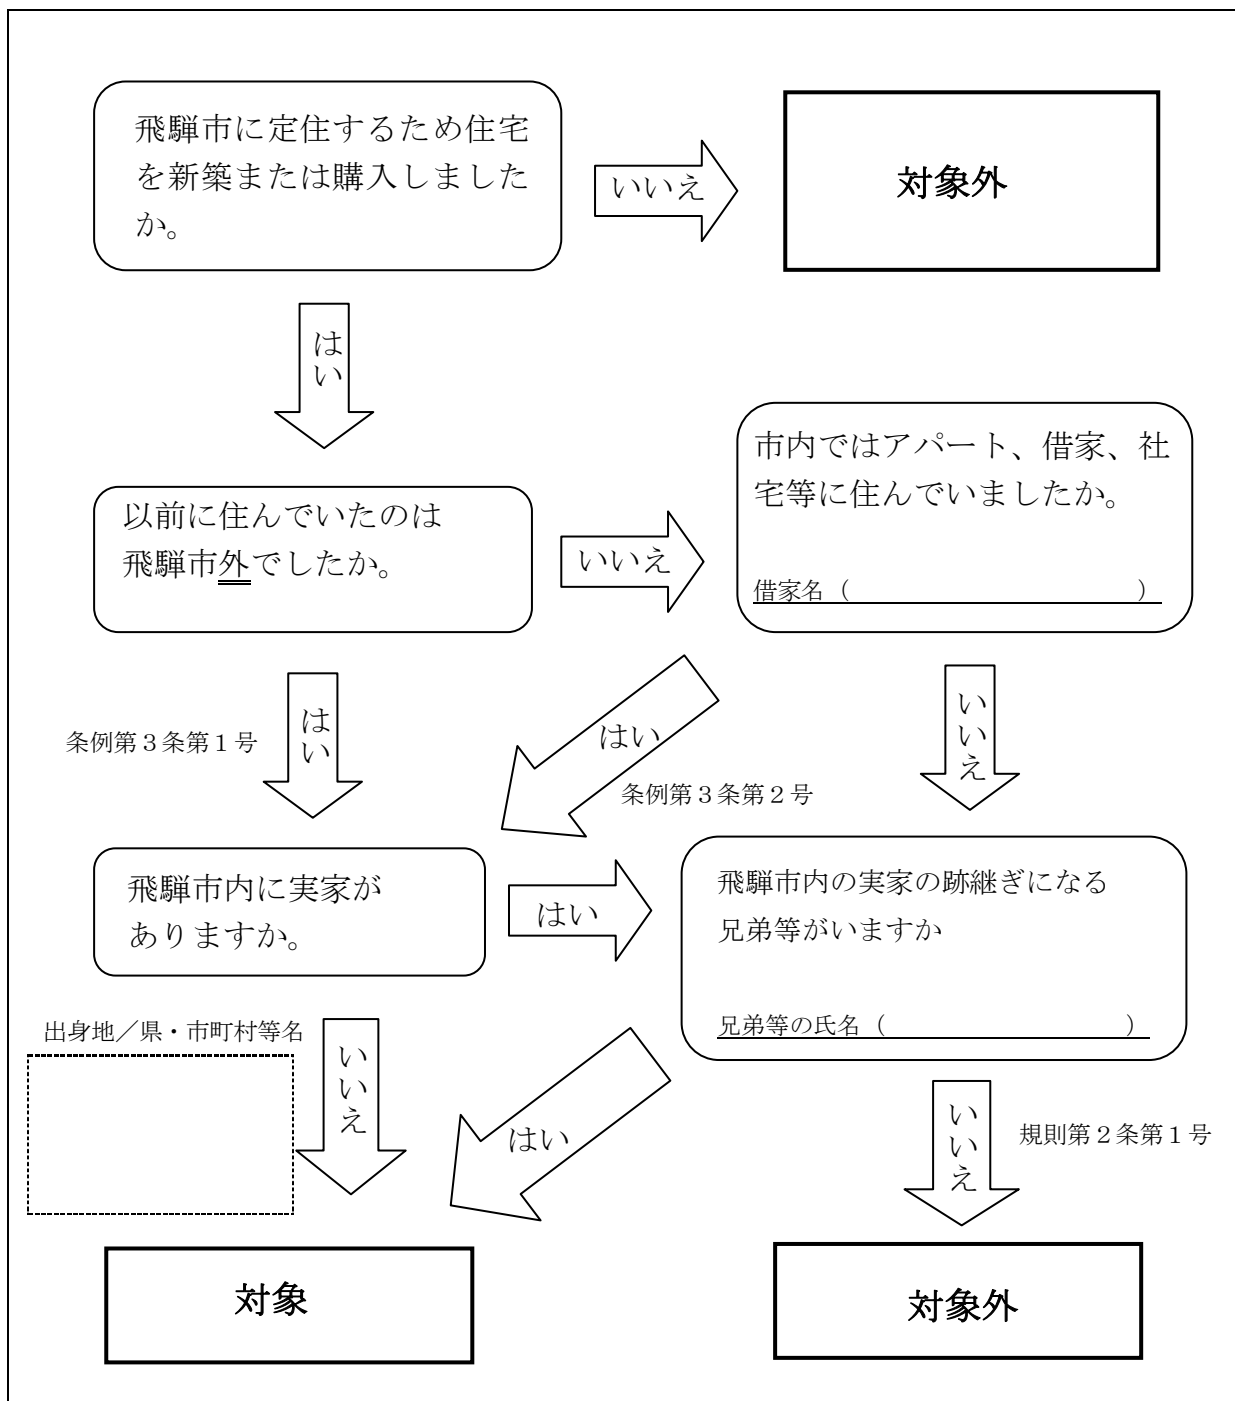 飛騨市に定住するため住宅
を新築または購入しました
か。
いいえ
対象外
はい
以前に住んでいたのは
飛騨市外でしたか。
いいえ
市内ではアパート、借家、社
宅等に住んでいましたか。
借家名（　　　　　　　　　　　　）
条例第３条第１号
はい
はい
条例第３条第２号
いいえ
飛騨市内に実家が
ありますか。
はい
飛騨市内の実家の跡継ぎになる
兄弟等がいますか
兄弟等の氏名（　　　　　　　　　　）
出身地／県・市町村等名
いいえ
はい
いいえ
規則第２条第１号
対象
対象外